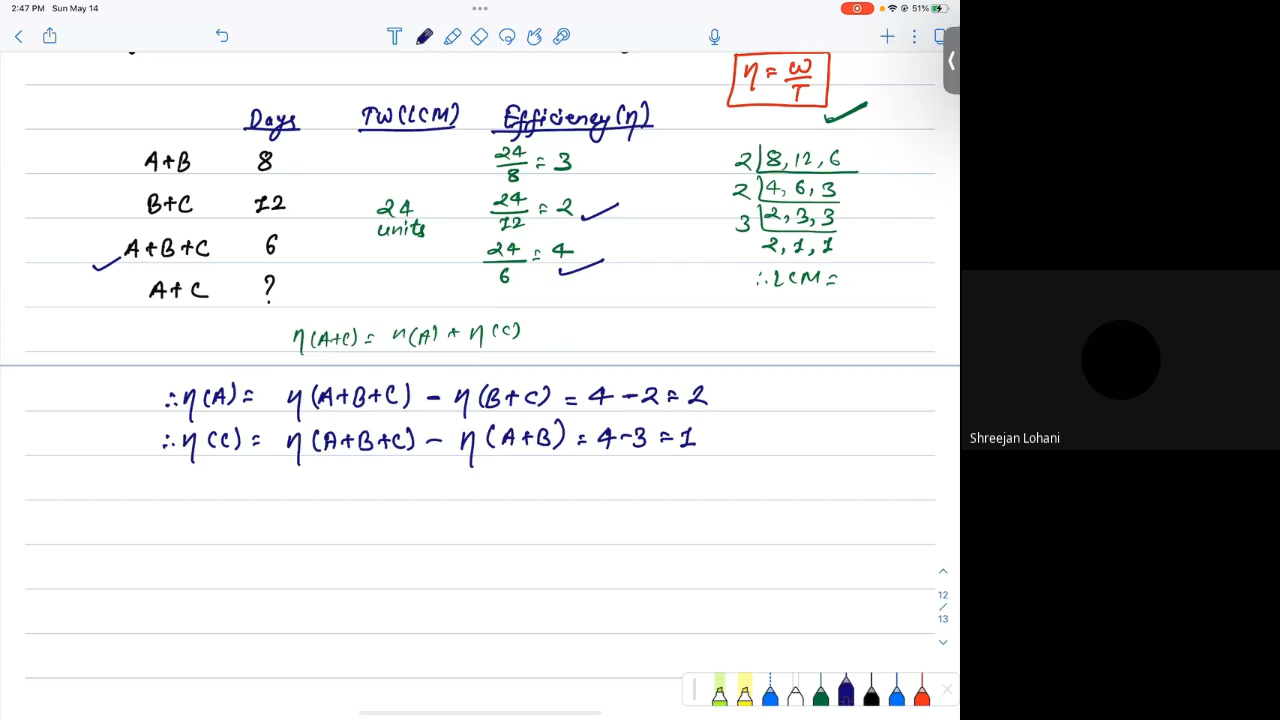 2:47 PM Sun May 14
51%
η = w/T
Days TW(LCM) Efficiency(η)
A+B 8 24/8 = 3
B+C 12 24 units 24/12 = 2
A+B+C 6 24/6 = 4
A+C ?
2 | 8, 12, 6
2 | 4, 6, 3
3 | 2, 3, 3
2, 1, 1
∴LCM =
η(A+C) = η(A) + η(C)
∴η(A) = η(A+B+C) - η(B+C) = 4 - 2 = 2
∴η(C) = η(A+B+C) - η(A+B) = 4 - 3 = 1
Shreejan Lohani
12
/
13